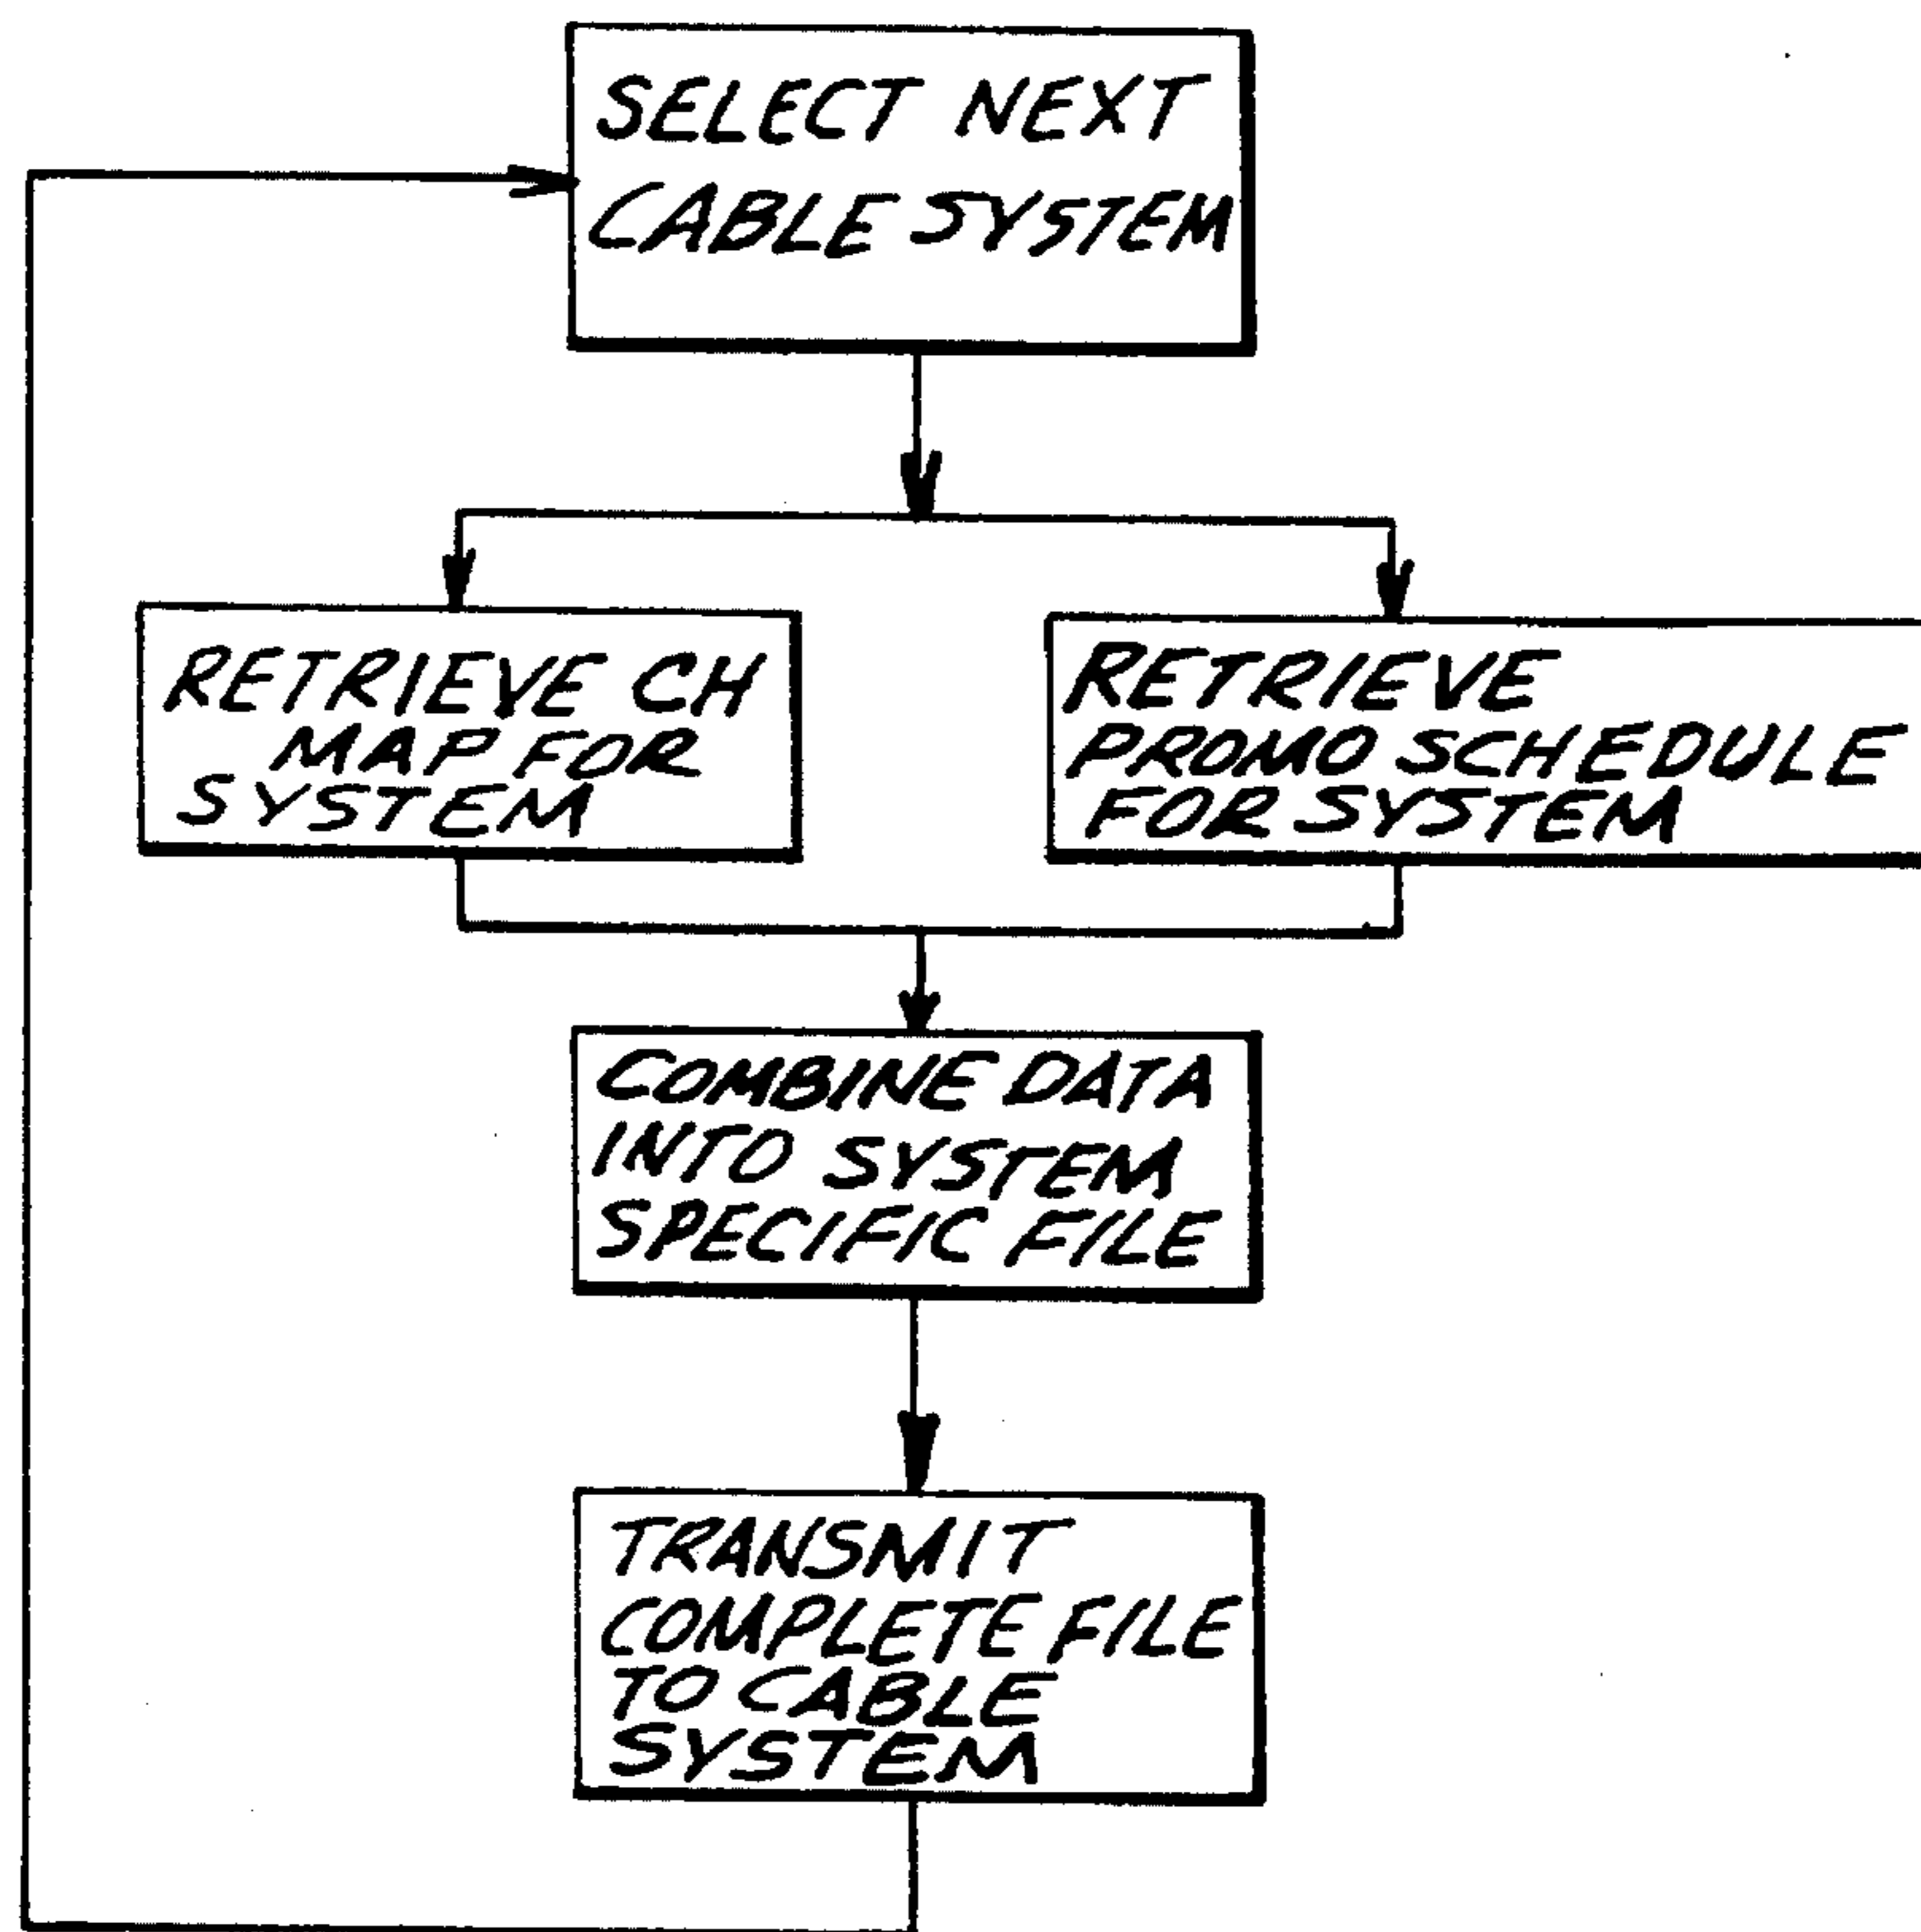 SELECT NEXT
CABLE SYSTEM
RETRIEVE CH
MAP FOR
SYSTEM
RETRIEVE
PROMO SCHEDULE
FOR SYSTEM
COMBINE DATA
INTO SYSTEM
SPECIFIC FILE
TRANSMIT
COMPLETE FILE
TO CABLE
SYSTEM